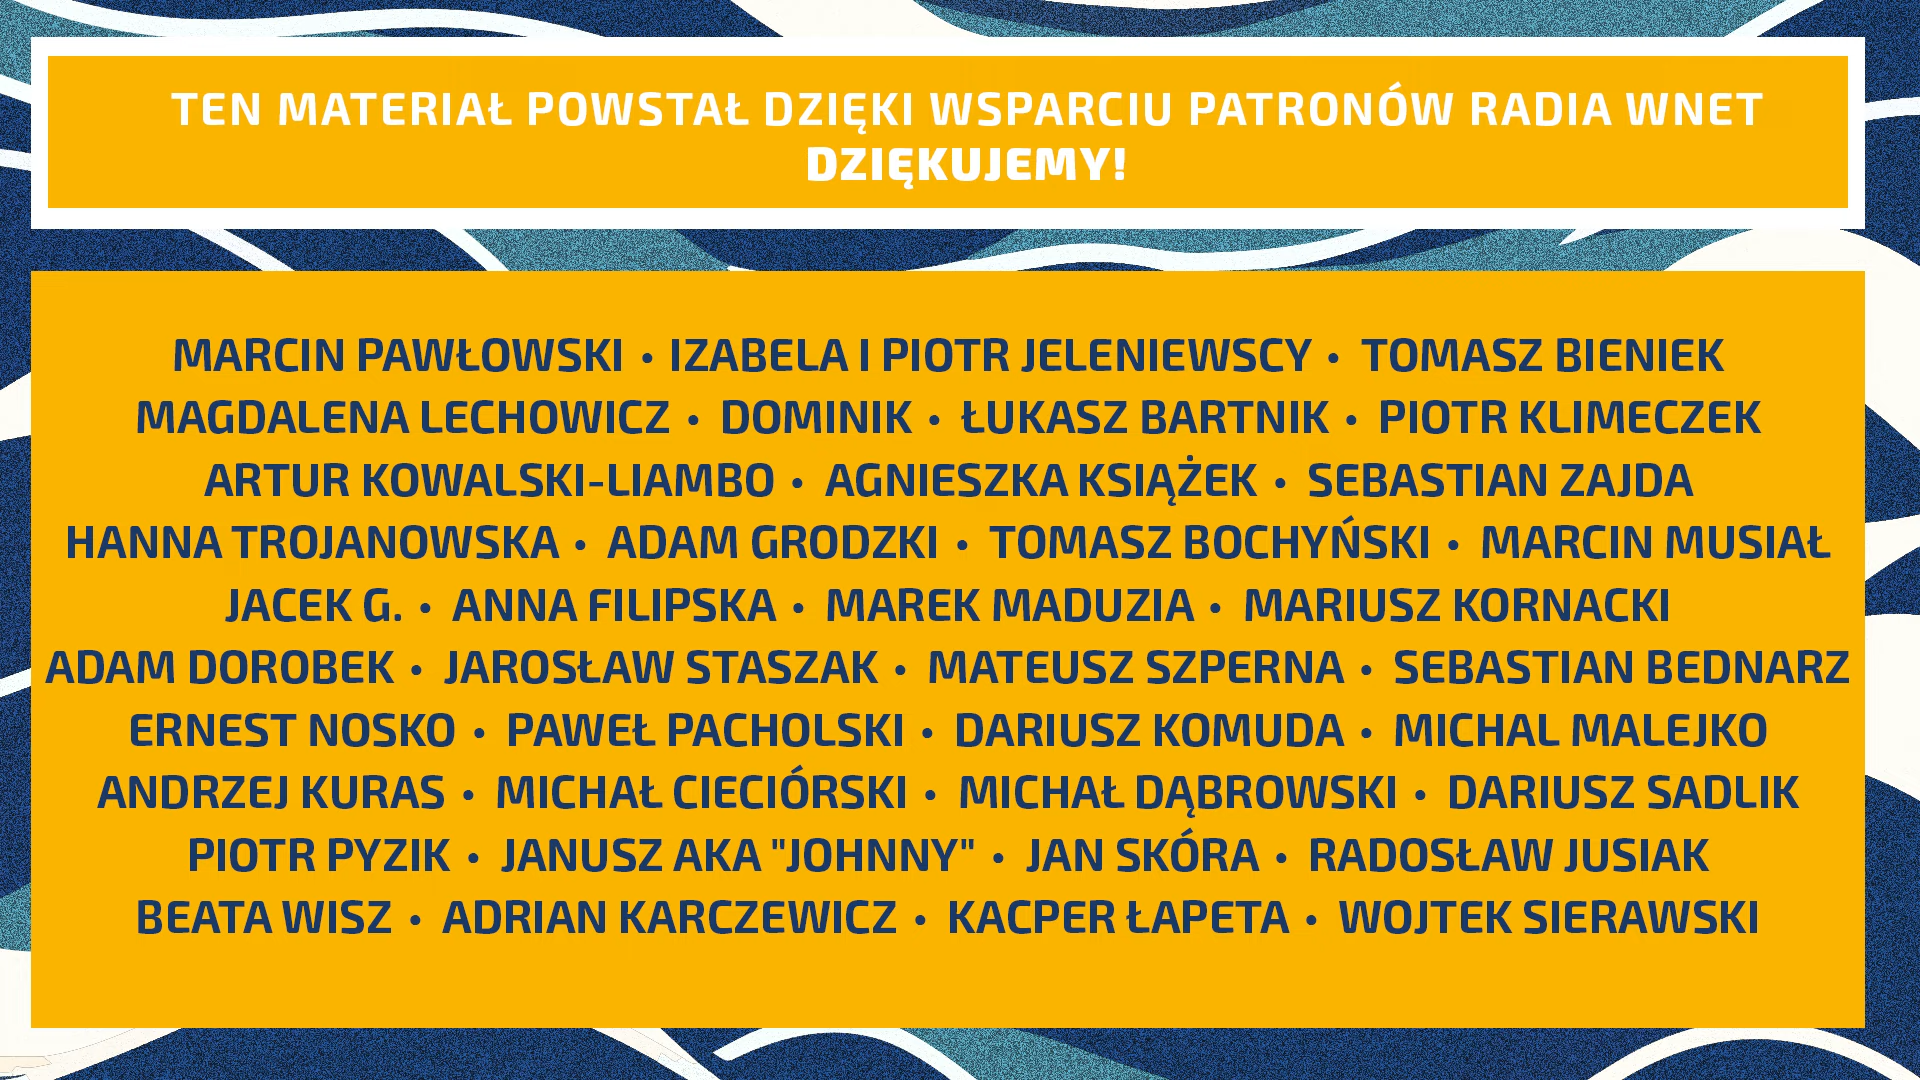 TEN MATERIAŁ POWSTAŁ DZIĘKI WSPARCIU PATRONÓW RADIA WNET
DZIĘKUJEMY!
MARCIN PAWŁOWSKI • IZABELA I PIOTR JELENIEWSCY • TOMASZ BIENIEK
MAGDALENA LECHOWICZ • DOMINIK • ŁUKASZ BARTNIK • PIOTR KLIMECZEK
ARTUR KOWALSKI-LIAMBO • AGNIESZKA KSIĄŻEK • SEBASTIAN ZAJDA
HANNA TROJANOWSKA • ADAM GRODZKI • TOMASZ BOCHYŃSKI • MARCIN MUSIAŁ
JACEK G. • ANNA FILIPSKA • MAREK MADUZIA • MARIUSZ KORNACKI
ADAM DOROBEK • JAROSŁAW STASZAK • MATEUSZ SZPERNA • SEBASTIAN BEDNARZ
ERNEST NOSKO • PAWEŁ PACHOLSKI • DARIUSZ KOMUDA • MICHAL MALEJKO
ANDRZEJ KURAS • MICHAŁ CIECIÓRSKI • MICHAŁ DĄBROWSKI • DARIUSZ SADLIK
PIOTR PYZIK • JANUSZ AKA "JOHNNY" • JAN SKÓRA • RADOSŁAW JUSIAK
BEATA WISZ • ADRIAN KARCZEWICZ • KACPER ŁAPETA • WOJTEK SIERAWSKI